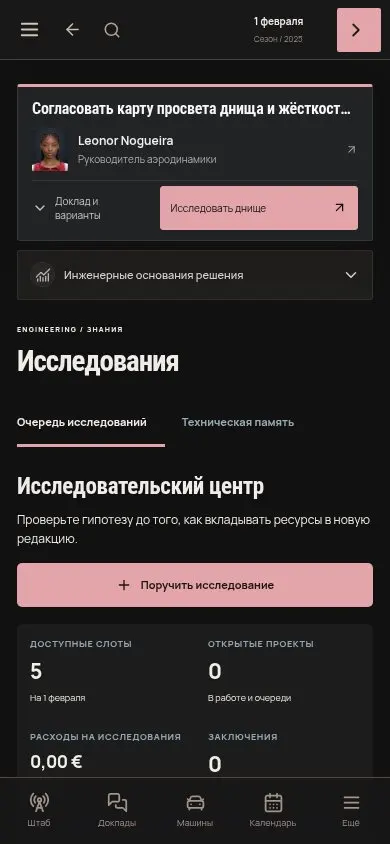 1 февраля
Сезон / 2025
Согласовать карту просвета днища и жёсткост...
Leonor Nogueira
Руководитель аэродинамики
Доклад и
варианты
Исследовать днище
Инженерные основания решения
ENGINEERING / ЗНАНИЯ
Исследования
Очередь исследований
Техническая память
Исследовательский центр
Проверьте гипотезу до того, как вкладывать ресурсы в новую
редакцию.
Поручить исследование
ДОСТУПНЫЕ СЛОТЫ
ОТКРЫТЫЕ ПРОЕКТЫ
5
0
На 1 февраля
В работе и очереди
РАСХОДЫ НА ИССЛЕДОВАНИЯ
ЗАКЛЮЧЕНИЯ
0,00 €
0
Штаб
Доклады
Машины
Календарь
Ещё